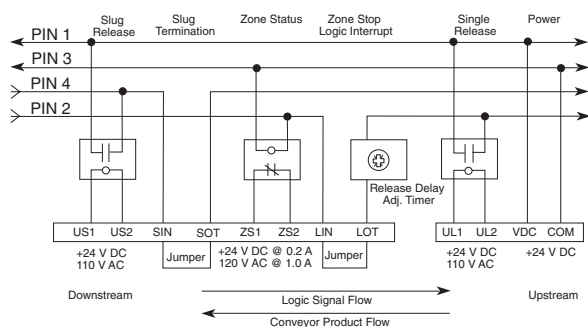 Slug Release
Slug Termination
Zone Status
Zone Stop Logic Interrupt
Single Release
Power
PIN 1
PIN 3
PIN 4
PIN 2
Release Delay
Adj. Timer
US1 US2 SIN SOT ZS1 ZS2 LIN LOT UL1 UL2 VDC COM
+24 V DC
110 V AC
Jumper
+24 V DC @ 0.2 A
120 V AC @ 1.0 A
Jumper
+24 V DC
110 V AC
+24 V DC
Downstream
Logic Signal Flow
Upstream
Conveyor Product Flow